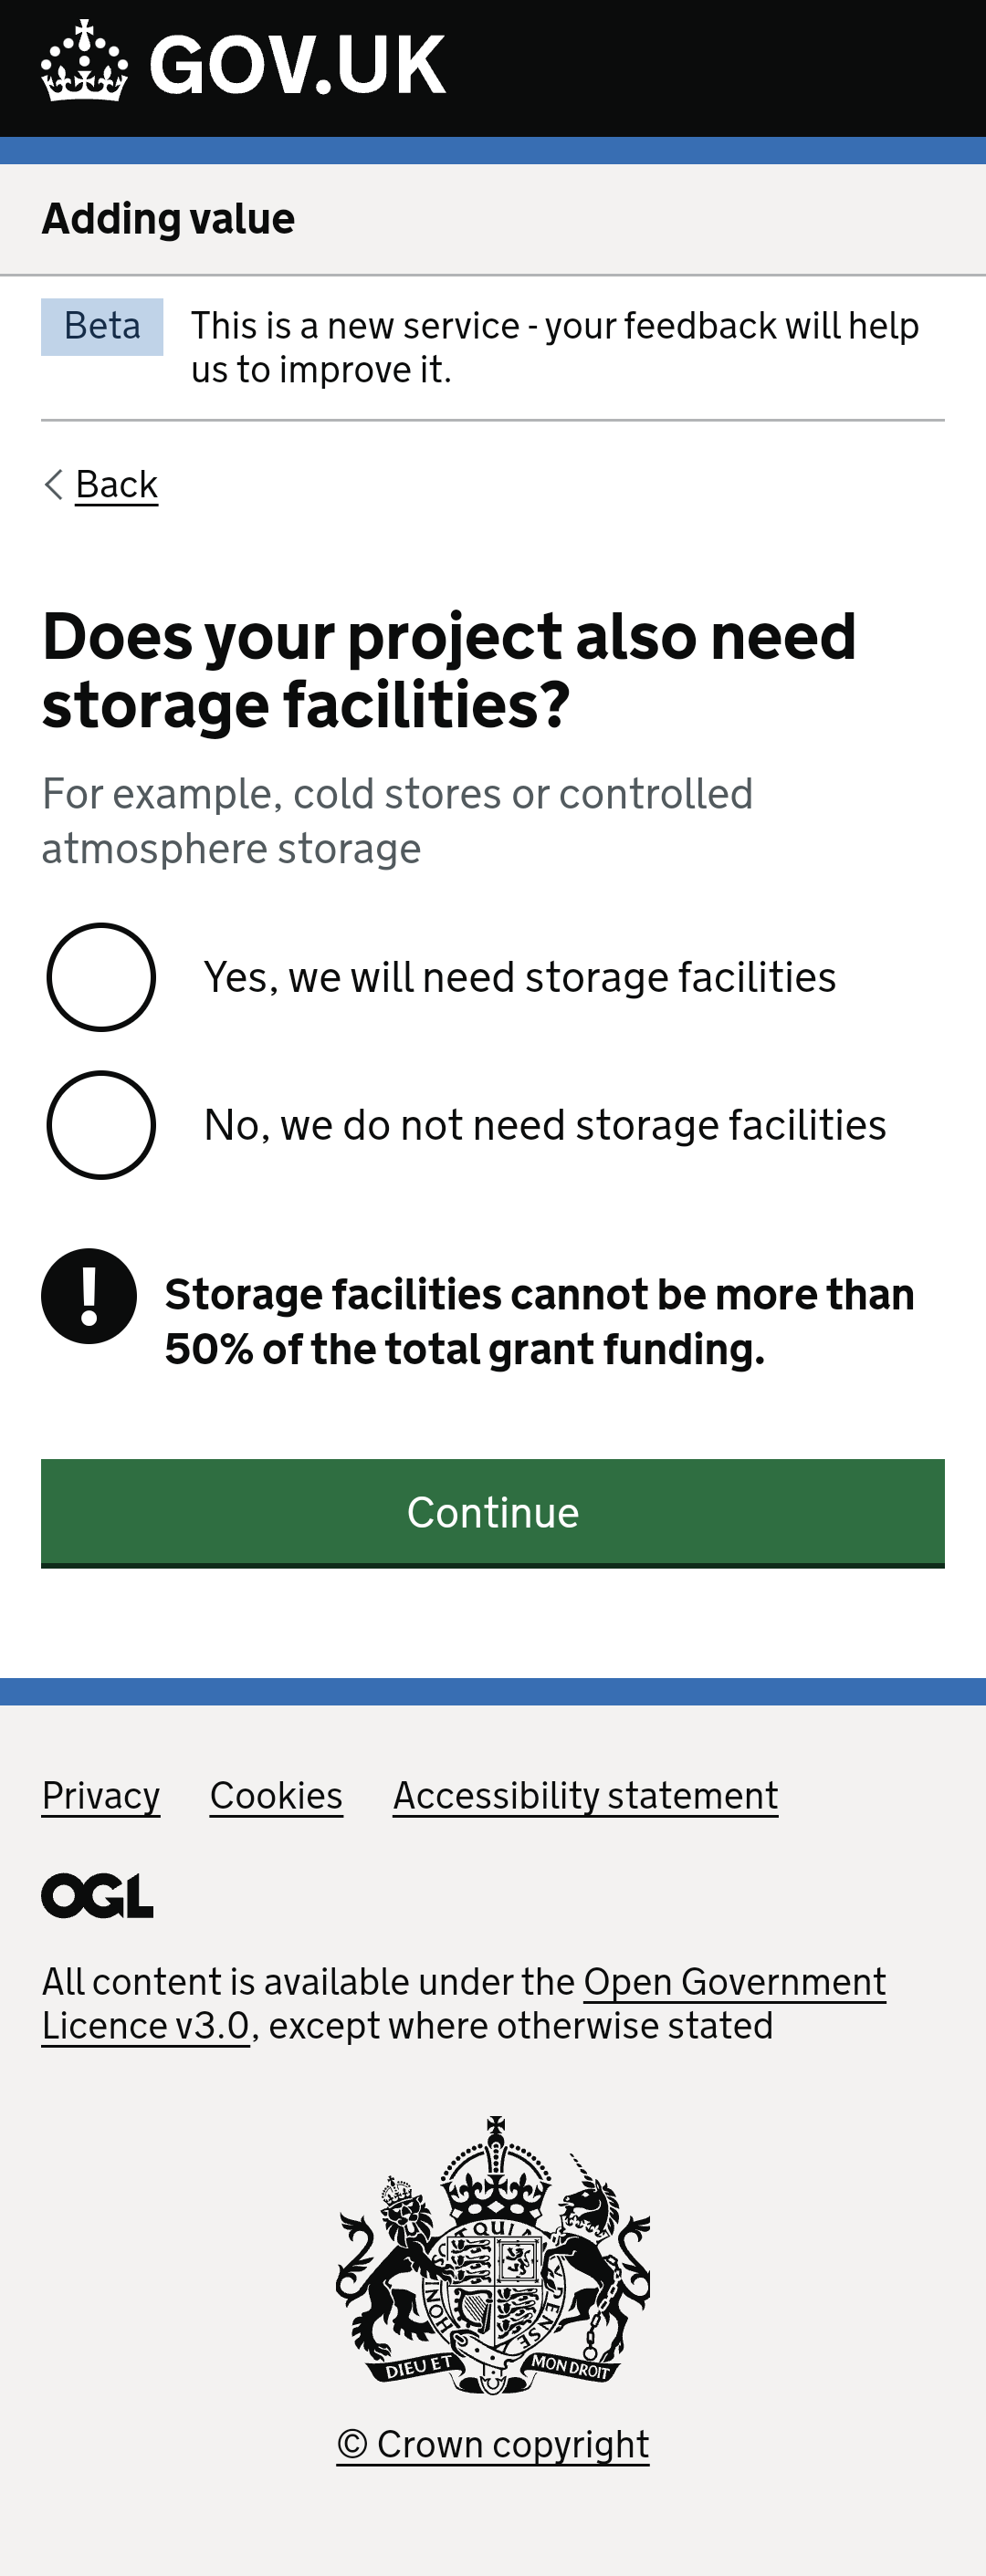 GOV.UK
Adding value
Beta
This is a new service - your feedback will help
us to improve it.
Back
Does your project also need
storage facilities?
For example, cold stores or controlled
atmosphere storage
Yes, we will need storage facilities
No, we do not need storage facilities
! Storage facilities cannot be more than
50% of the total grant funding.
Continue
Privacy Cookies Accessibility statement
OGL
All content is available under the Open Government
Licence v3.0, except where otherwise stated
QUI
HONI
PENSE
DIEU ET MON DROIT
© Crown copyright